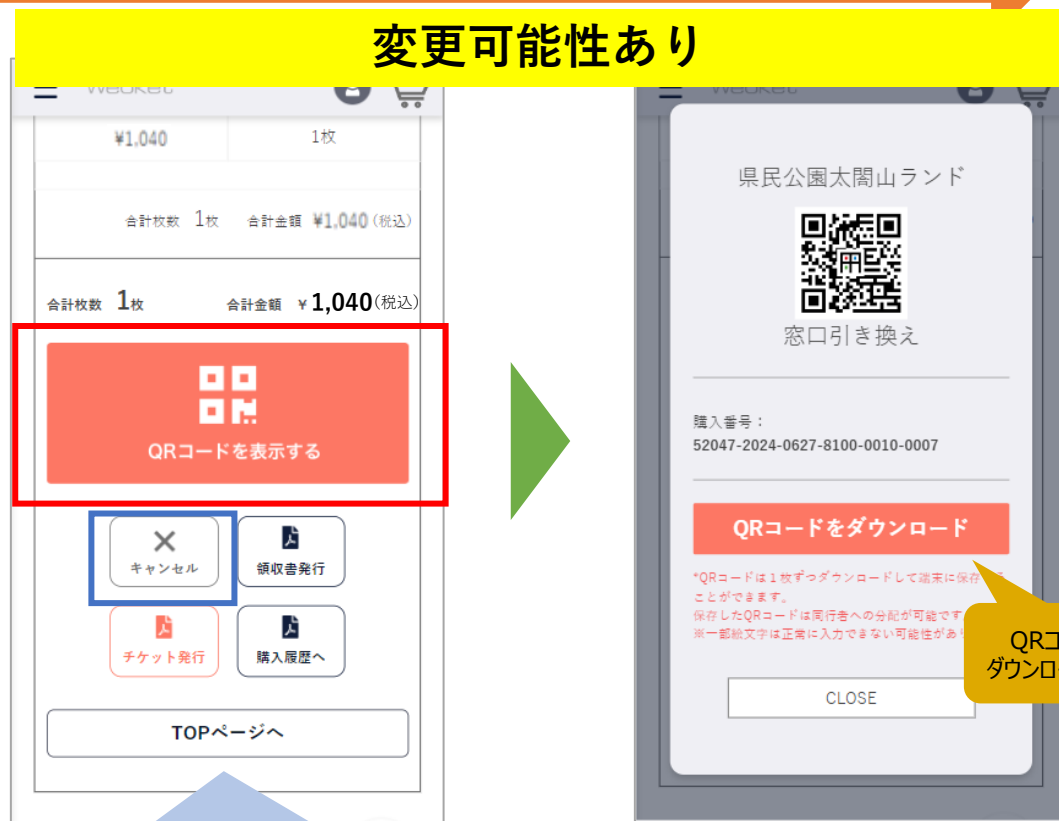 変更可能性あり
¥1,040 1枚
合計枚数 1枚 合計金額 ¥1,040(税込)
合計枚数 1枚 合計金額 ¥1,040(税込)
QRコードを表示する
キャンセル
領収書発行
チケット発行
購入履歴へ
TOPページへ
県民公園太閤山ランド
窓口引き換え
購入番号：
52047-2024-0627-8100-0010-0007
QRコードをダウンロード
*QRコードは1枚ずつダウンロードして端末に保存
ことができます。
保存したQRコードは同行者への分配が可能です
※一部絵文字は正常に入力できない可能性があ
QRコ
ダウンロ
CLOSE